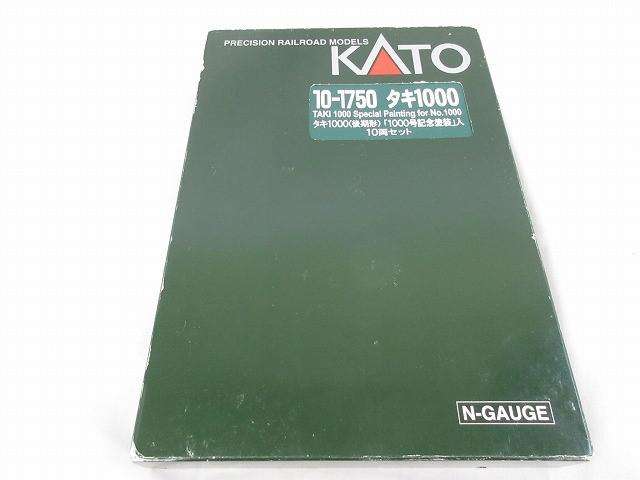 PRECISION RAILROAD MODELS
KATO
10-1750 タキ1000
TAKI 1000 Special Painting for No.1000
タキ1000(後期形)「1000号記念塗装」入
10両セット
N-GAUGE